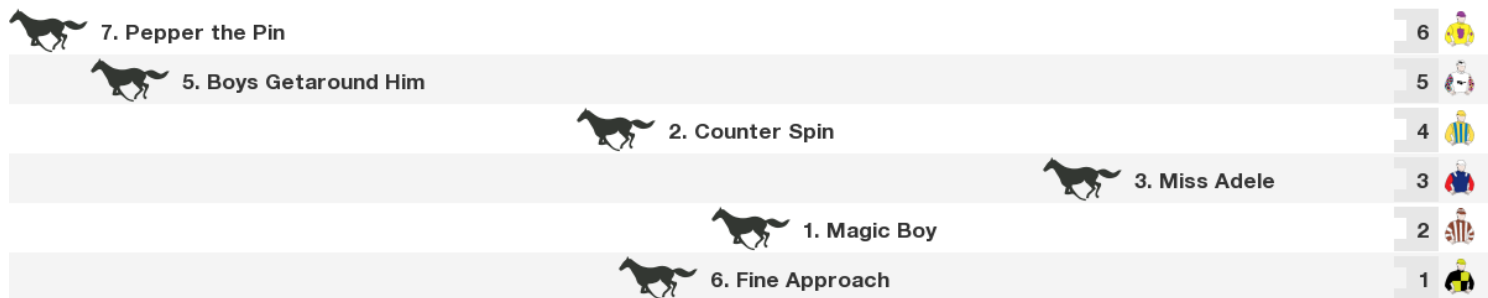 7. Pepper the Pin 6
5. Boys Getaround Him 5
2. Counter Spin 4
3. Miss Adele 3
1. Magic Boy 2
6. Fine Approach 1